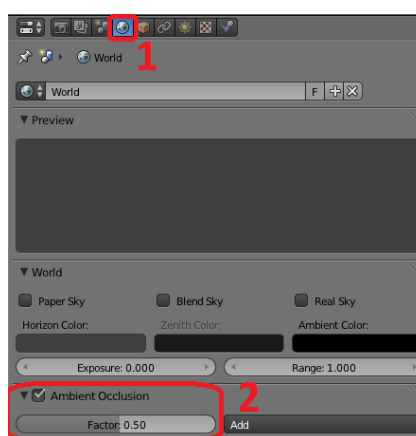 1
World
World F
Preview
World
Paper Sky Blend Sky Real Sky
Horizon Color: Zenith Color: Ambient Color:
Exposure: 0.000 Range: 1.000
Ambient Occlusion 2
Factor: 0.50 Add